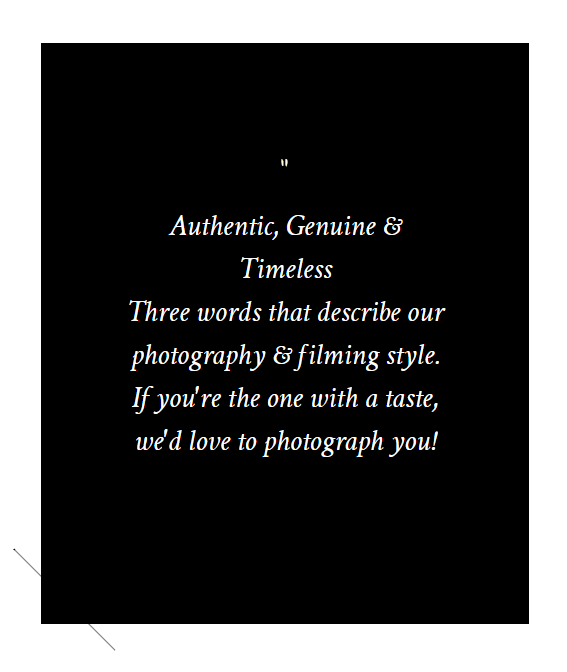 "
Authentic, Genuine &
Timeless
Three words that describe our
photography & filming style.
If you're the one with a taste,
we'd love to photograph you!